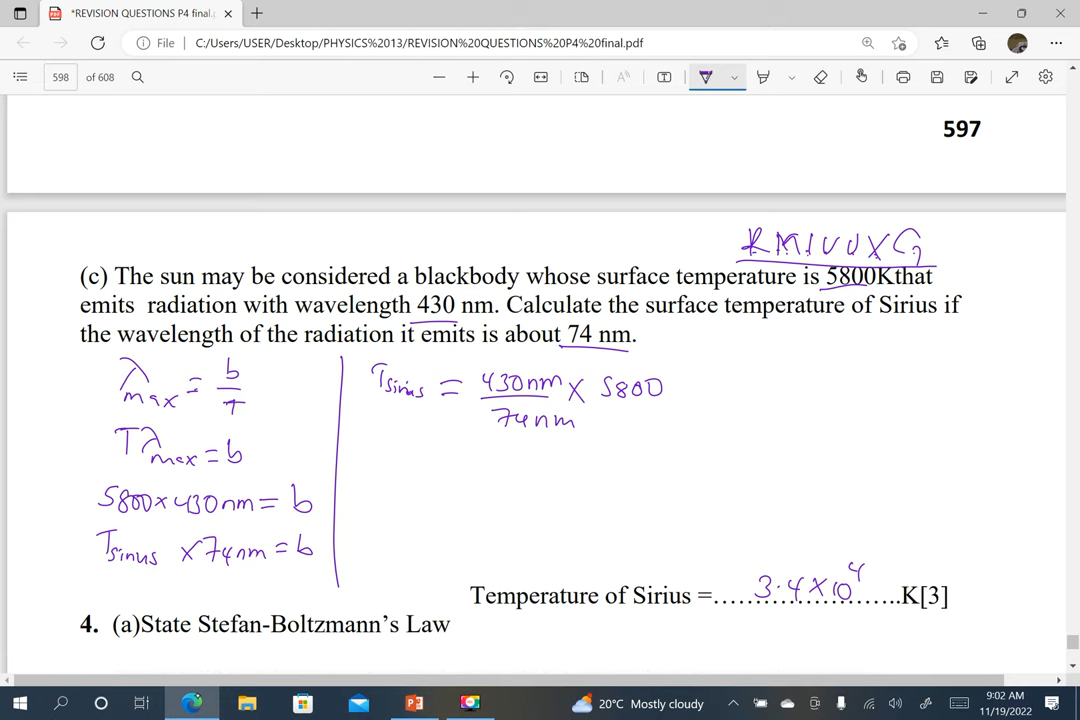 *REVISION QUESTIONS P4 final.p
File C:/Users/USER/Desktop/PHYSICS%2013/REVISION%20QUESTIONS%20P4%20final.pdf
598 of 608
597
RMIVUXG
(c) The sun may be considered a blackbody whose surface temperature is 5800Kthat
emits radiation with wavelength 430 nm. Calculate the surface temperature of Sirius if
the wavelength of the radiation it emits is about 74 nm.
λmax = b/T
Tλmax = b
5800×430nm = b
Tsirius ×74nm = b
Tsirius = 430nm/74nm × 5800
Temperature of Sirius =……3.4×10⁴……..K[3]
4. (a)State Stefan-Boltzmann’s Law
20°C Mostly cloudy
9:02 AM
11/19/2022